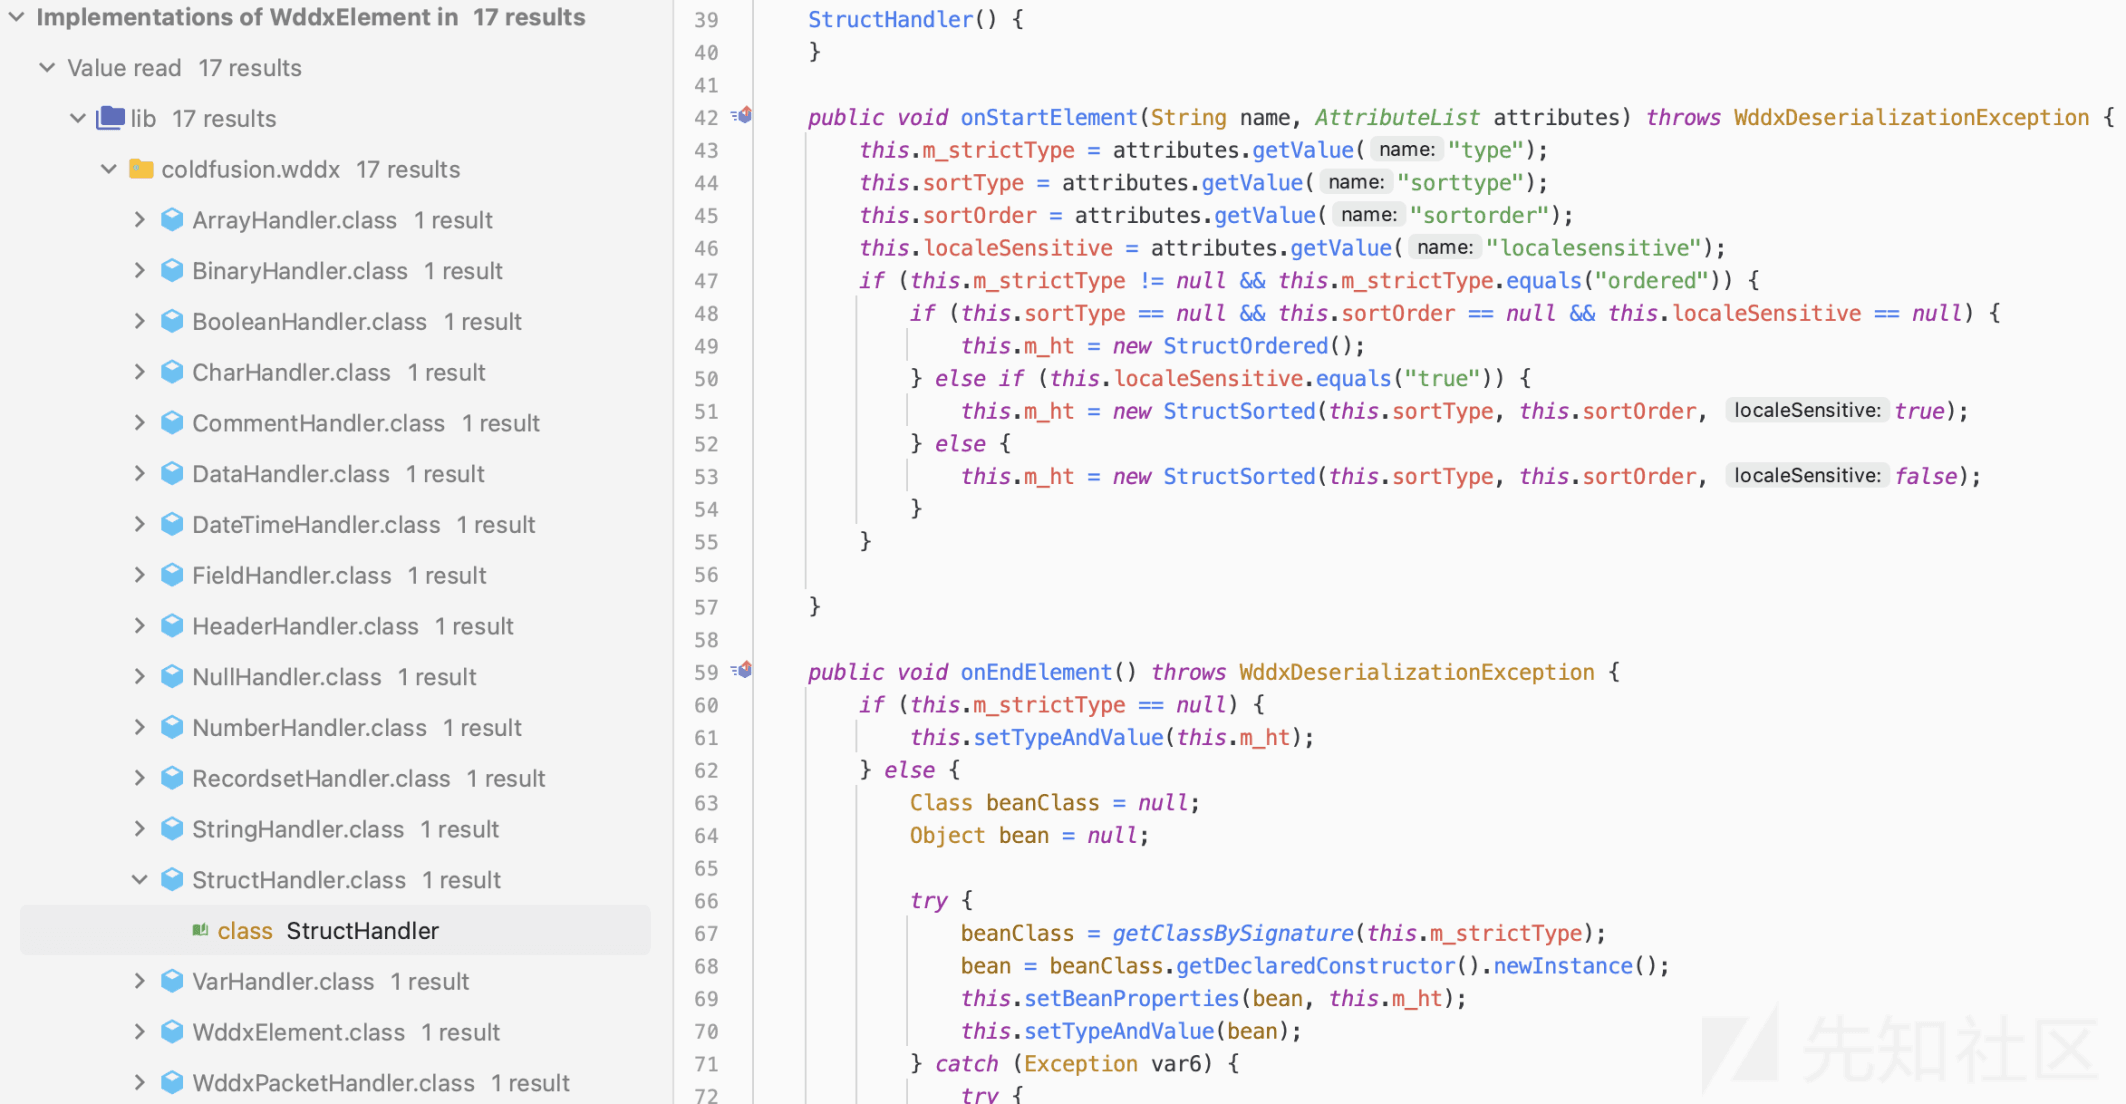 Implementations of WddxElement in 17 results
Value read 17 results
lib 17 results
coldfusion.wddx 17 results
ArrayHandler.class 1 result
BinaryHandler.class 1 result
BooleanHandler.class 1 result
CharHandler.class 1 result
CommentHandler.class 1 result
DataHandler.class 1 result
DateTimeHandler.class 1 result
FieldHandler.class 1 result
HeaderHandler.class 1 result
NullHandler.class 1 result
NumberHandler.class 1 result
RecordsetHandler.class 1 result
StringHandler.class 1 result
StructHandler.class 1 result
class StructHandler
VarHandler.class 1 result
WddxElement.class 1 result
WddxPacketHandler.class 1 result
39 StructHandler() {
40 }
41
42 public void onStartElement(String name, AttributeList attributes) throws WddxDeserializationException {
43 this.m_strictType = attributes.getValue( name: "type");
44 this.sortType = attributes.getValue( name: "sorttype");
45 this.sortOrder = attributes.getValue( name: "sortorder");
46 this.localeSensitive = attributes.getValue( name: "localesensitive");
47 if (this.m_strictType != null && this.m_strictType.equals("ordered")) {
48 if (this.sortType == null && this.sortOrder == null && this.localeSensitive == null) {
49 this.m_ht = new StructOrdered();
50 } else if (this.localeSensitive.equals("true")) {
51 this.m_ht = new StructSorted(this.sortType, this.sortOrder, localeSensitive: true);
52 } else {
53 this.m_ht = new StructSorted(this.sortType, this.sortOrder, localeSensitive: false);
54 }
55 }
56
57 }
58
59 public void onEndElement() throws WddxDeserializationException {
60 if (this.m_strictType == null) {
61 this.setTypeAndValue(this.m_ht);
62 } else {
63 Class beanClass = null;
64 Object bean = null;
65
66 try {
67 beanClass = getClassBySignature(this.m_strictType);
68 bean = beanClass.getDeclaredConstructor().newInstance();
69 this.setBeanProperties(bean, this.m_ht);
70 this.setTypeAndValue(bean);
71 } catch (Exception var6) {
72 try {
先知社区